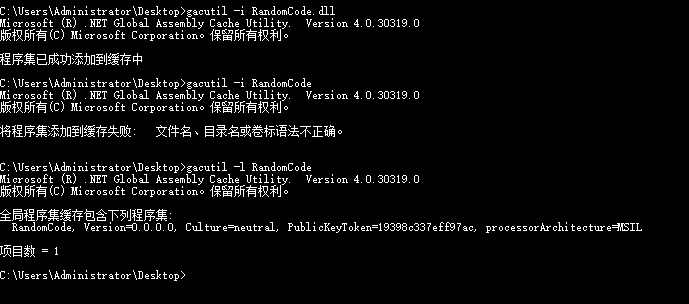 C:\Users\Administrator\Desktop>gacutil -i RandomCode.dll
Microsoft (R) .NET Global Assembly Cache Utility.  Version 4.0.30319.0
版权所有(C) Microsoft Corporation。保留所有权利。
程序集已成功添加到缓存中
C:\Users\Administrator\Desktop>gacutil -i RandomCode
Microsoft (R) .NET Global Assembly Cache Utility.  Version 4.0.30319.0
版权所有(C) Microsoft Corporation。保留所有权利。
将程序集添加到缓存失败:   文件名、目录名或卷标语法不正确。
C:\Users\Administrator\Desktop>gacutil -l RandomCode
Microsoft (R) .NET Global Assembly Cache Utility.  Version 4.0.30319.0
版权所有(C) Microsoft Corporation。保留所有权利。
全局程序集缓存包含下列程序集:
  RandomCode, Version=0.0.0.0, Culture=neutral, PublicKeyToken=19398c337eff97ac, processorArchitecture=MSIL
项目数 = 1
C:\Users\Administrator\Desktop>